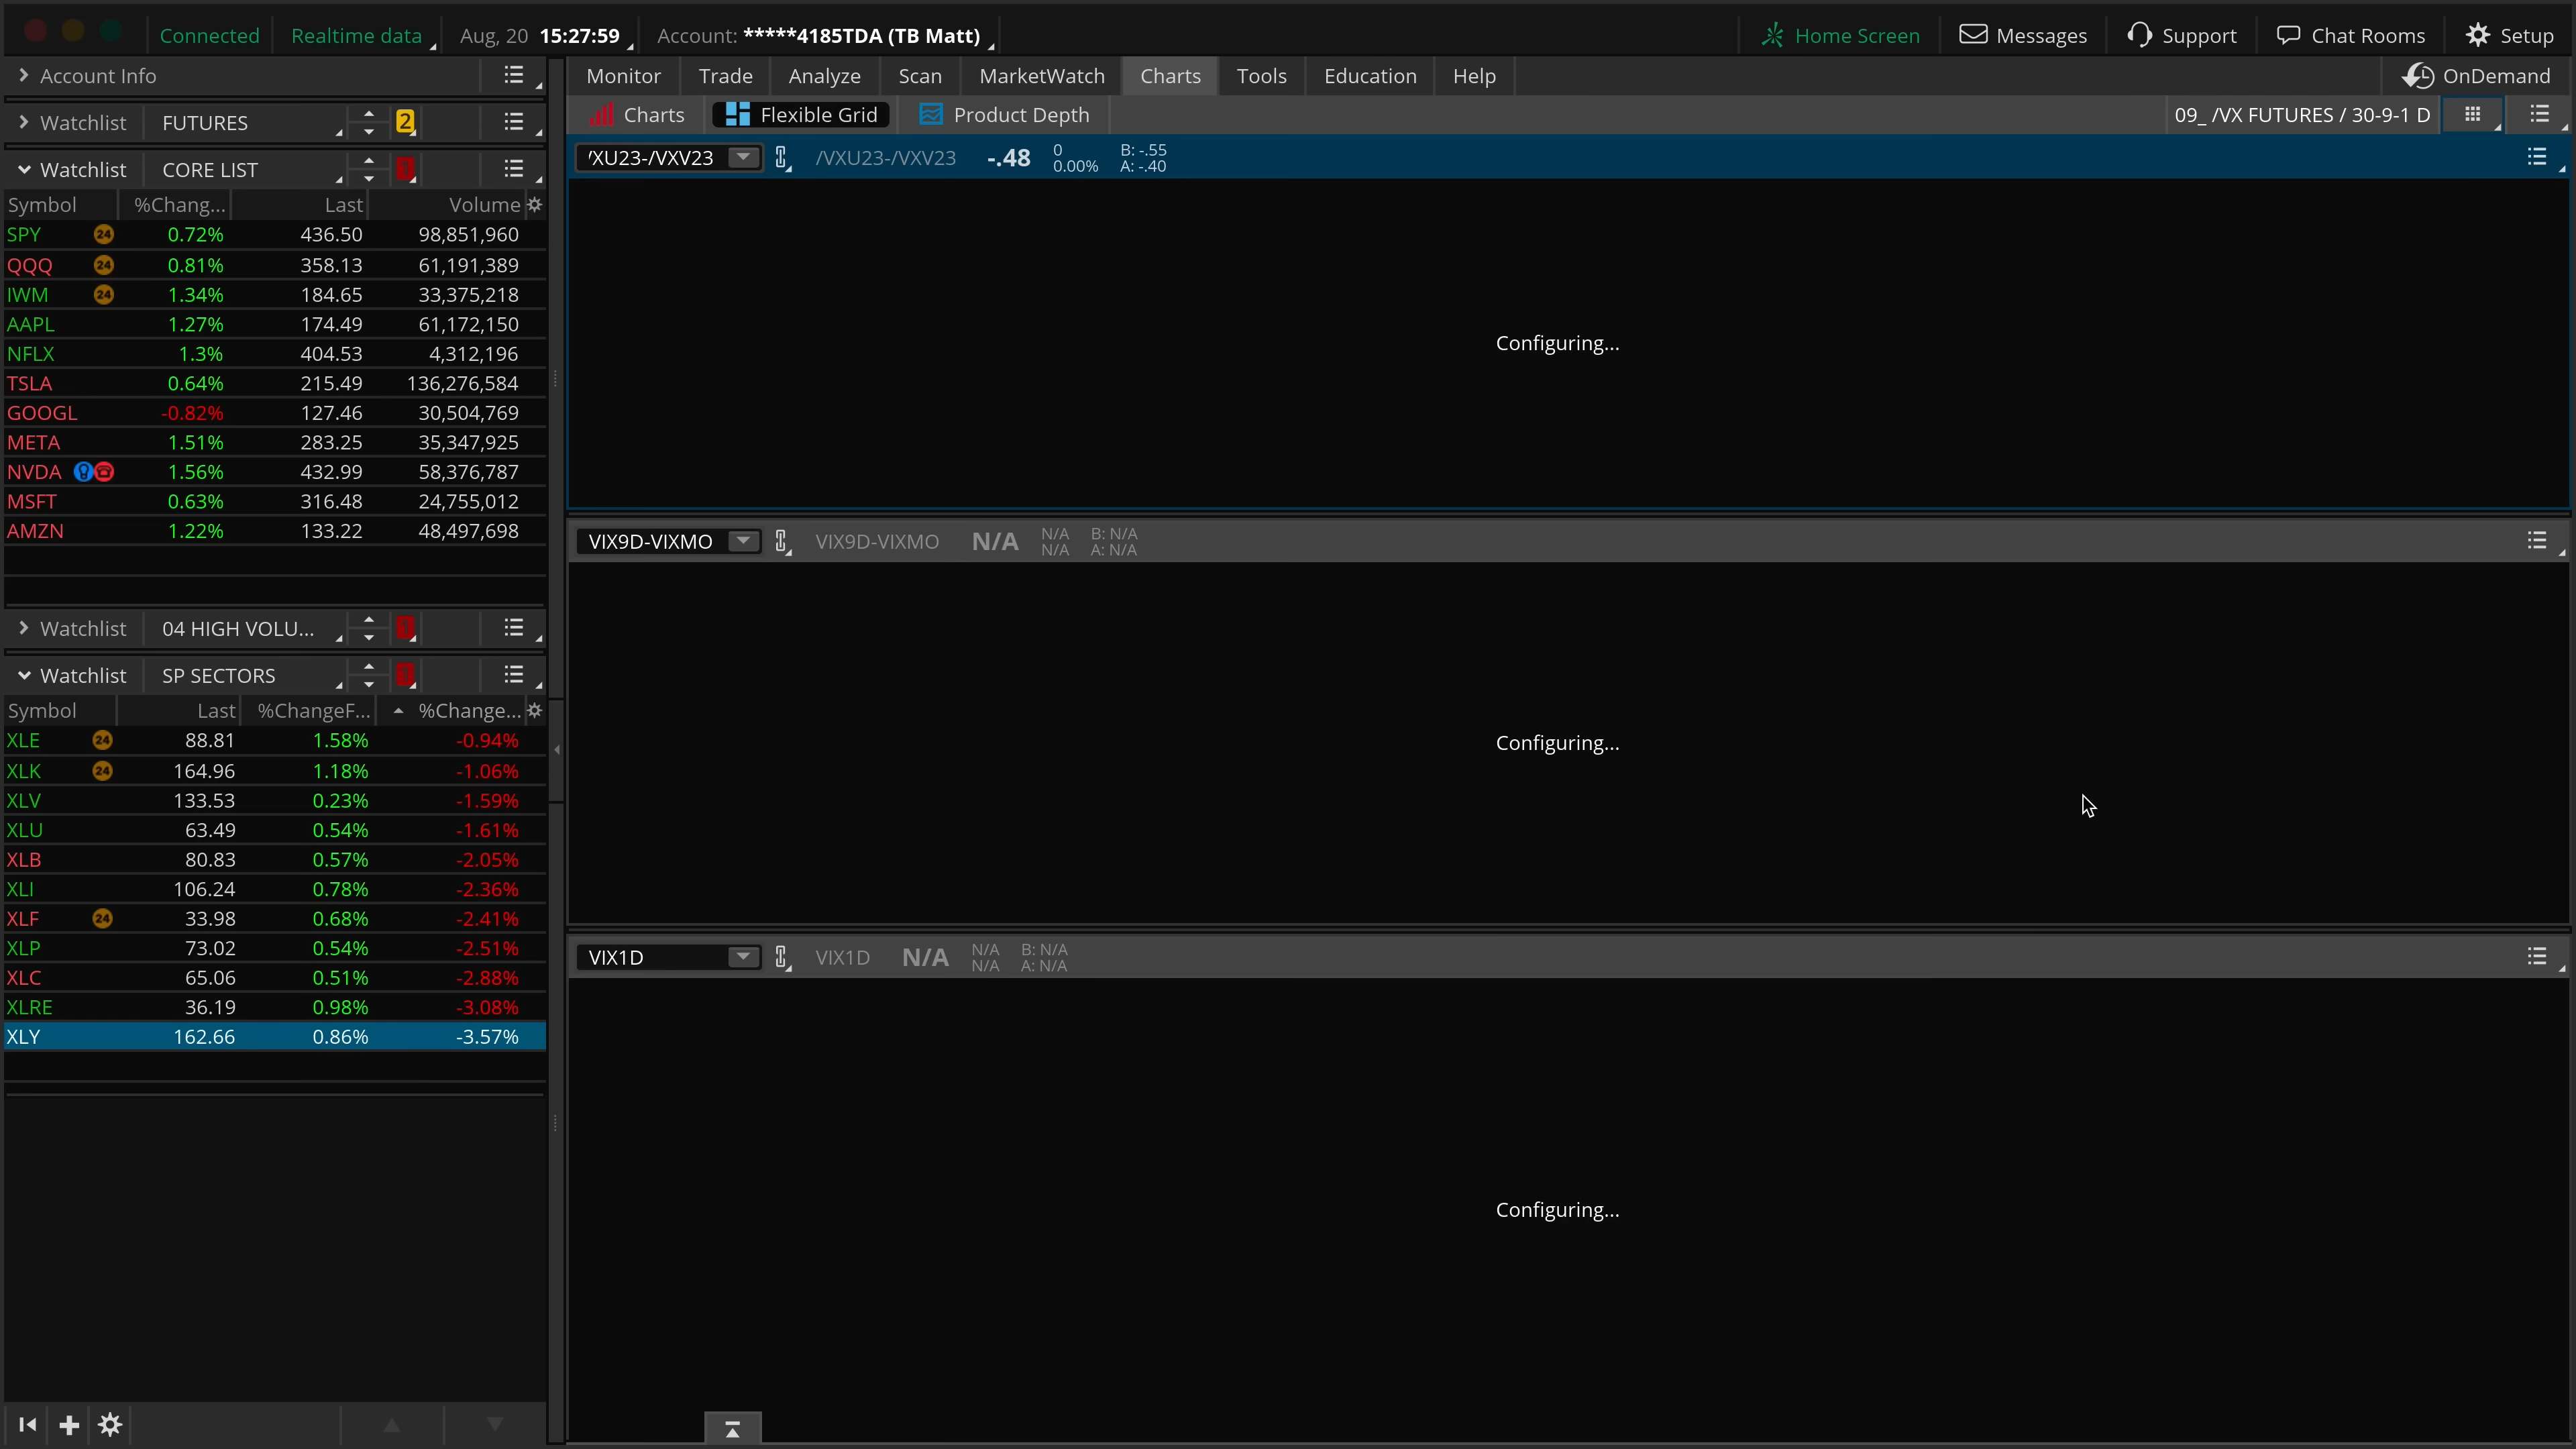 Connected Realtime data Aug, 20 15:27:59 Account: *****4185TDA (TB Matt) Home Screen Messages Support Chat Rooms Setup
Account Info
Watchlist FUTURES 2
Watchlist CORE LIST 1
Symbol %Chang... Last Volume
SPY 24 0.72% 436.50 98,851,960
QQQ 24 0.81% 358.13 61,191,389
IWM 24 1.34% 184.65 33,375,218
AAPL 1.27% 174.49 61,172,150
NFLX 1.3% 404.53 4,312,196
TSLA 0.64% 215.49 136,276,584
GOOGL -0.82% 127.46 30,504,769
META 1.51% 283.25 35,347,925
NVDA 1.56% 432.99 58,376,787
MSFT 0.63% 316.48 24,755,012
AMZN 1.22% 133.22 48,497,698
Watchlist 04 HIGH VOLU... 1
Watchlist SP SECTORS 1
Symbol Last %ChangeF... %Change...
XLE 24 88.81 1.58% -0.94%
XLK 24 164.96 1.18% -1.06%
XLV 133.53 0.23% -1.59%
XLU 63.49 0.54% -1.61%
XLB 80.83 0.57% -2.05%
XLI 106.24 0.78% -2.36%
XLF 24 33.98 0.68% -2.41%
XLP 73.02 0.54% -2.51%
XLC 65.06 0.51% -2.88%
XLRE 36.19 0.98% -3.08%
XLY 162.66 0.86% -3.57%
Monitor Trade Analyze Scan MarketWatch Charts Tools Education Help OnDemand
Charts Flexible Grid Product Depth 09_ /VX FUTURES / 30-9-1 D
/XU23-/VXV23 /VXU23-/VXV23 -.48 0 B: -.55
0.00% A: -.40
Configuring...
VIX9D-VIXMO VIX9D-VIXMO N/A N/A B: N/A
N/A A: N/A
Configuring...
VIX1D VIX1D N/A N/A B: N/A
N/A A: N/A
Configuring...